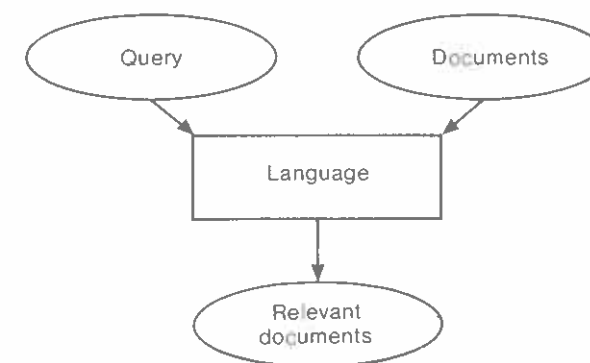 Query
Documents
Language
Relevant
documents